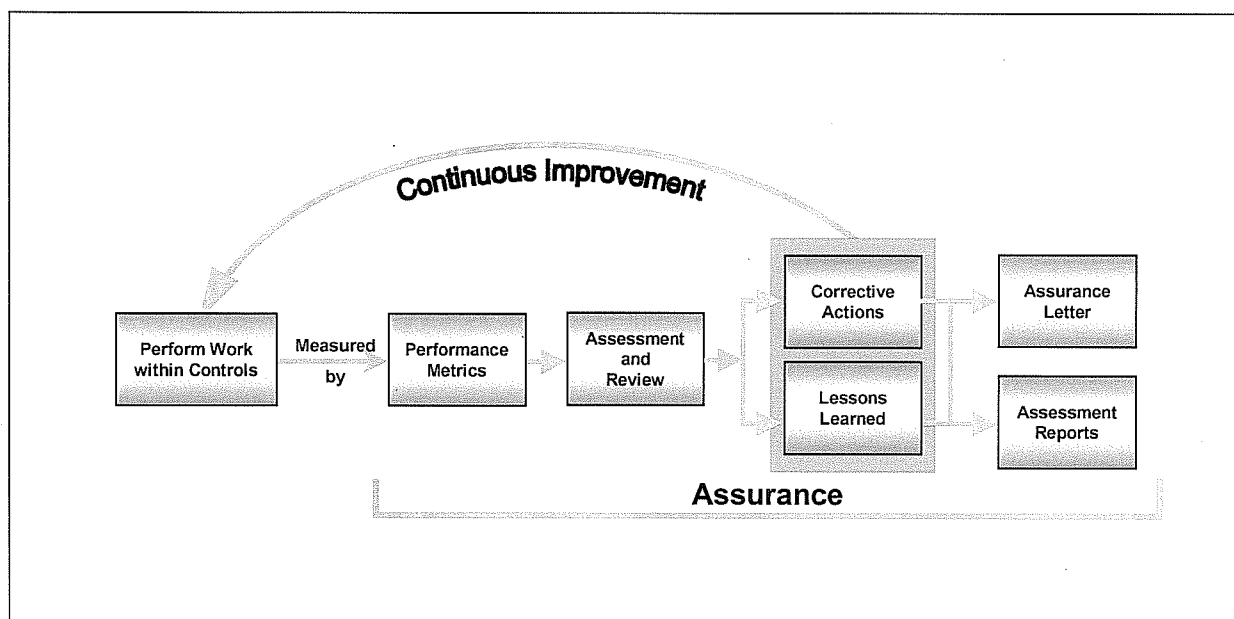 Continuous Improvement
Perform Work
within Controls
Measured
by
Performance
Metrics
Assessment
and
Review
Corrective
Actions
Lessons
Learned
Assurance
Letter
Assessment
Reports
Assurance